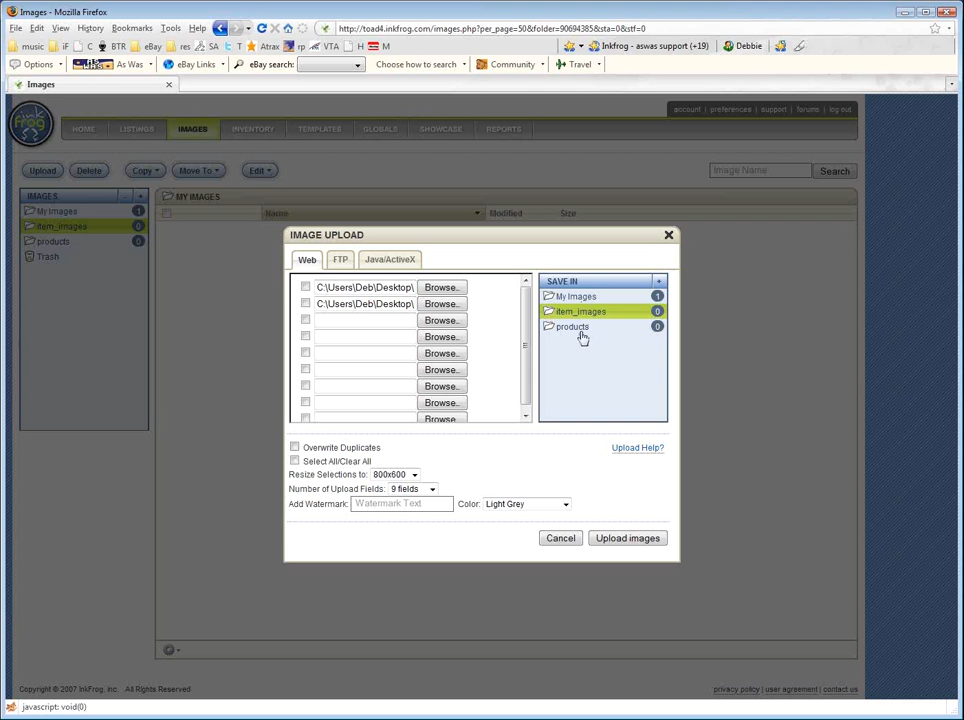 Images - Mozilla Firefox
File Edit View History Bookmarks Tools Help
http://toad4.inkfrog.com/images.php?per_page=50&folder=90694385&sta=0&stf=0
music iF C BTR eBay res SA T Atrax rp VTA H M Inkfrog - aswas support (+19) Debbie
Options As Was eBay Links eBay search: Choose how to search Community Travel
Images
ink frog
account preferences support forums log out
HOME LISTINGS IMAGES INVENTORY TEMPLATES GLOBALS SHOWCASE REPORTS
Upload Delete Copy Move To Edit Image Name Search
IMAGES - +
My Images 1
item_images 0
products 0
Trash
MY IMAGES
Name Modified Size
IMAGE UPLOAD
Web FTP Java/ActiveX
C:\Users\Deb\Desktop\ Browse..
C:\Users\Deb\Desktop\ Browse..
Browse..
Browse..
Browse..
Browse..
Browse..
Browse..
Browse..
SAVE IN +
My Images 1
item_images 0
products 0
Overwrite Duplicates Upload Help?
Select All/Clear All
Resize Selections to: 800x600
Number of Upload Fields: 9 fields
Add Watermark: Watermark Text Color: Light Grey
Cancel Upload images
Copyright © 2007 InkFrog, Inc. All Rights Reserved privacy policy | user agreement | contact us
javascript: void(0)